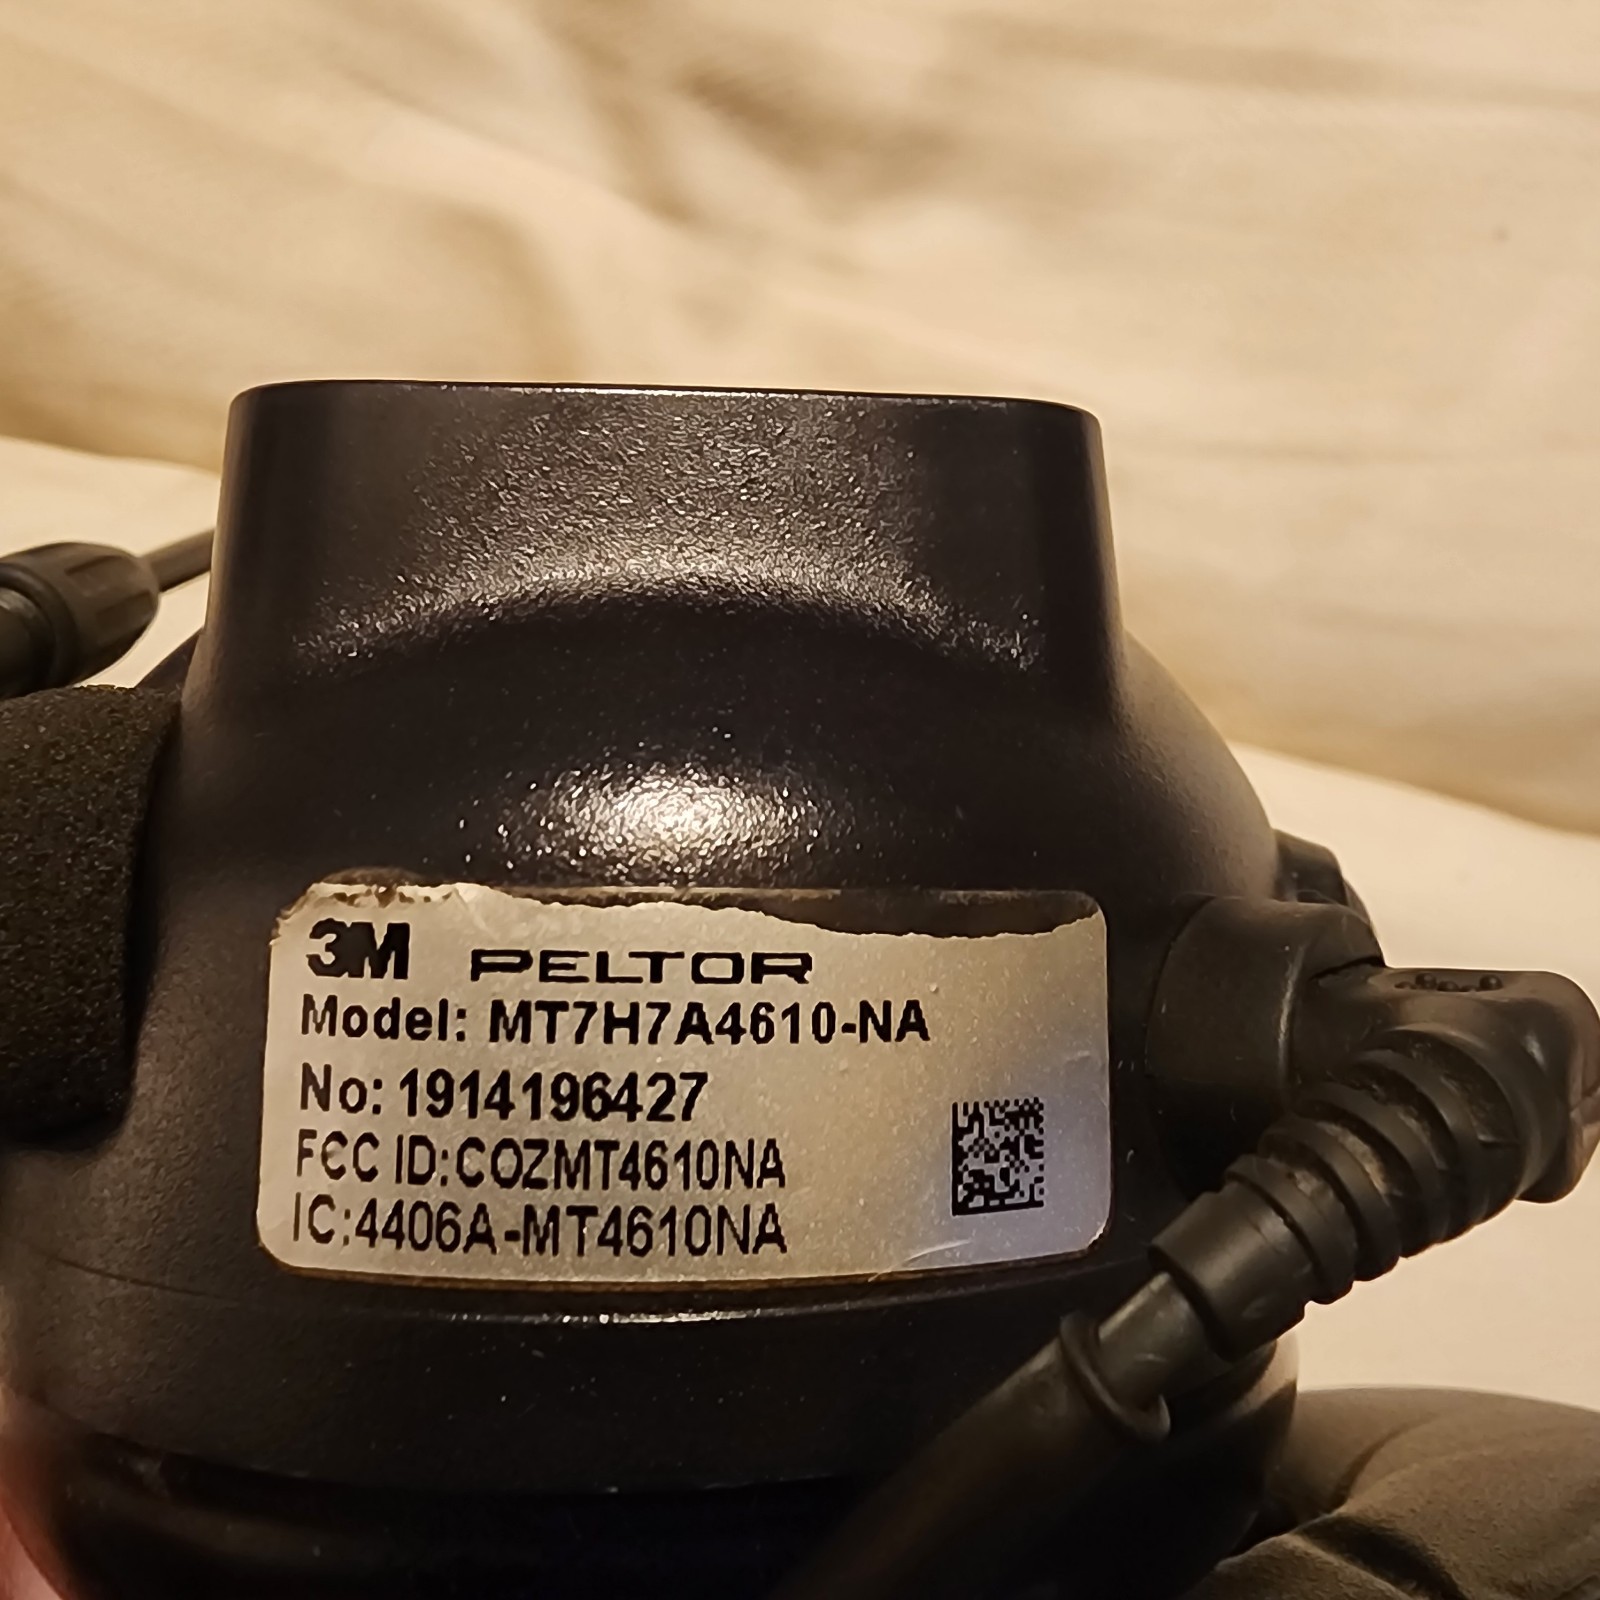 3M PELTOR
Model: MT7H7A4610-NA
No: 1914196427
FCC ID:COZMT4610NA
IC:4406A-MT4610NA